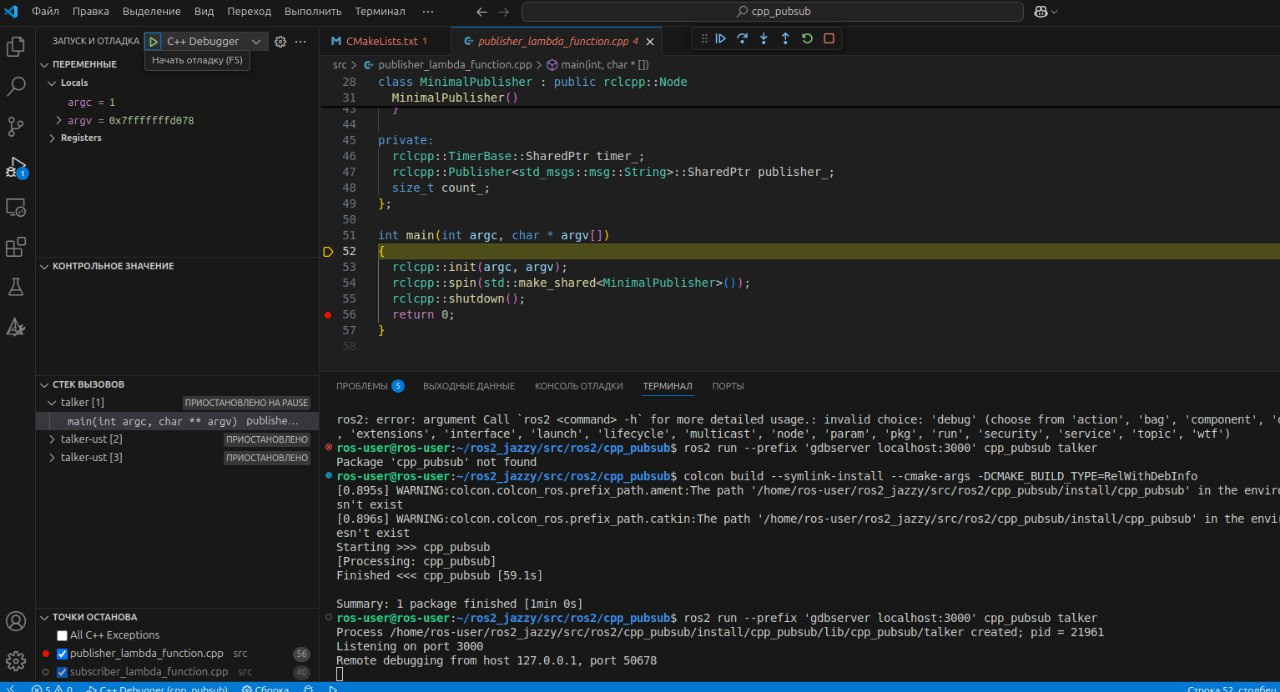 Файл Правка Выделение Вид Переход Выполнить Терминал ··· ← → cpp_pubsub
ЗАПУСК И ОТЛАДКА C++ Debugger ···
Начать отладку (F5)
ПЕРЕМЕННЫЕ
Locals
argc = 1
argv = 0x7fffffffd078
Registers
КОНТРОЛЬНОЕ ЗНАЧЕНИЕ
СТЕК ВЫЗОВОВ
talker [1] ПРИОСТАНОВЛЕНО НА PAUSE
main(int argc, char ** argv) publishe...
talker-ust [2] ПРИОСТАНОВЛЕНО
talker-ust [3] ПРИОСТАНОВЛЕНО
ТОЧКИ ОСТАНОВА
All C++ Exceptions
publisher_lambda_function.cpp src 56
subscriber_lambda_function.cpp src 40
1
CMakeLists.txt 1 publisher_lambda_function.cpp 4
src > publisher_lambda_function.cpp > main(int, char * [])
28 class MinimalPublisher : public rclcpp::Node
31 MinimalPublisher()
43 }
44
45 private:
46 rclcpp::TimerBase::SharedPtr timer_;
47 rclcpp::Publisher<std_msgs::msg::String>::SharedPtr publisher_;
48 size_t count_;
49 };
50
51 int main(int argc, char * argv[])
52 {
53 rclcpp::init(argc, argv);
54 rclcpp::spin(std::make_shared<MinimalPublisher>());
55 rclcpp::shutdown();
56 return 0;
57 }
58
ПРОБЛЕМЫ 5 ВЫХОДНЫЕ ДАННЫЕ КОНСОЛЬ ОТЛАДКИ ТЕРМИНАЛ ПОРТЫ
ros2: error: argument Call `ros2 <command> -h` for more detailed usage.: invalid choice: 'debug' (choose from 'action', 'bag', 'component',
, 'extensions', 'interface', 'launch', 'lifecycle', 'multicast', 'node', 'param', 'pkg', 'run', 'security', 'service', 'topic', 'wtf')
ros-user@ros-user:~/ros2_jazzy/src/ros2/cpp_pubsub$ ros2 run --prefix 'gdbserver localhost:3000' cpp_pubsub talker
Package 'cpp_pubsub' not found
ros-user@ros-user:~/ros2_jazzy/src/ros2/cpp_pubsub$ colcon build --symlink-install --cmake-args -DCMAKE_BUILD_TYPE=RelWithDebInfo
[0.895s] WARNING:colcon.colcon_ros.prefix_path.ament:The path '/home/ros-user/ros2_jazzy/src/ros2/cpp_pubsub/install/cpp_pubsub' in the enviro
sn't exist
[0.896s] WARNING:colcon.colcon_ros.prefix_path.catkin:The path '/home/ros-user/ros2_jazzy/src/ros2/cpp_pubsub/install/cpp_pubsub' in the envir
esn't exist
Starting >>> cpp_pubsub
[Processing: cpp_pubsub]
Finished <<< cpp_pubsub [59.1s]
Summary: 1 package finished [1min 0s]
ros-user@ros-user:~/ros2_jazzy/src/ros2/cpp_pubsub$ ros2 run --prefix 'gdbserver localhost:3000' cpp_pubsub talker
Process /home/ros-user/ros2_jazzy/src/ros2/cpp_pubsub/install/cpp_pubsub/lib/cpp_pubsub/talker created; pid = 21961
Listening on port 3000
Remote debugging from host 127.0.0.1, port 50678
5 0 C++ Debugger (cpp_pubsub) Сборка Строка 52, столбец